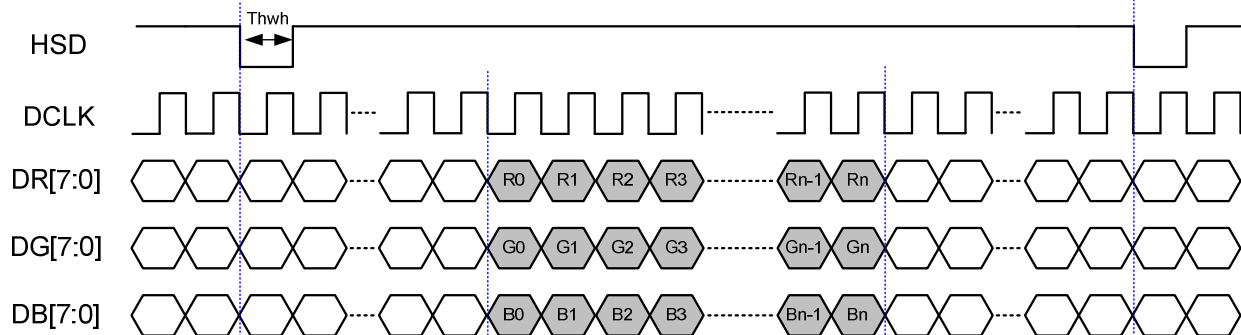 Thwh
HSD
DCLK
DR[7:0] R0 R1 R2 R3 Rn-1 Rn
DG[7:0] G0 G1 G2 G3 Gn-1 Gn
DB[7:0] B0 B1 B2 B3 Bn-1 Bn